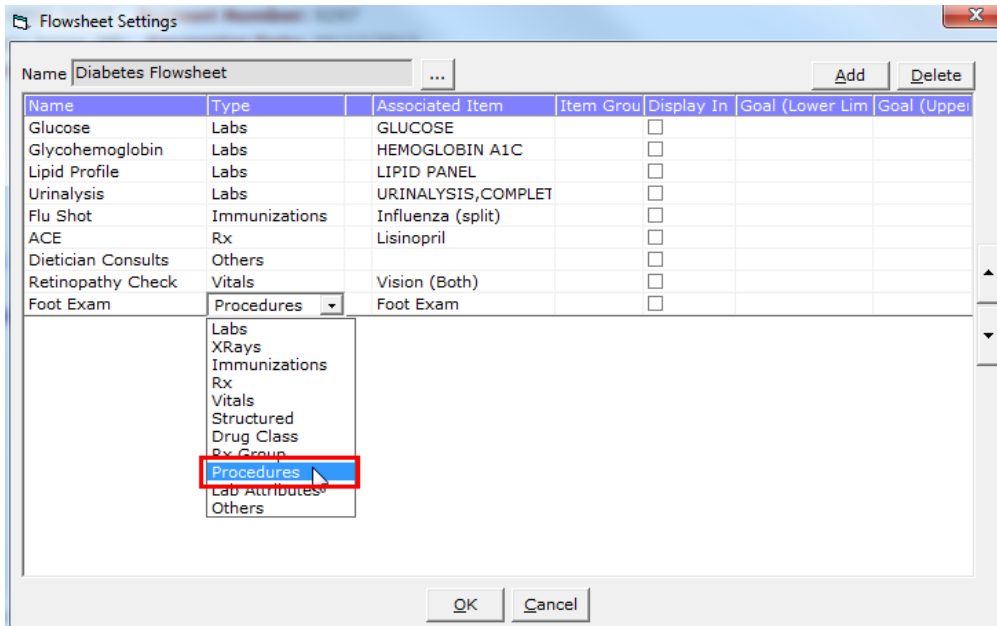 Flowsheet Settings
Name Diabetes Flowsheet ... Add Delete
Name Type Associated Item Item Grou Display In Goal (Lower Lim Goal (Upper
Glucose Labs GLUCOSE
Glycohemoglobin Labs HEMOGLOBIN A1C
Lipid Profile Labs LIPID PANEL
Urinalysis Labs URINALYSIS,COMPLET
Flu Shot Immunizations Influenza (split)
ACE Rx Lisinopril
Dietician Consults Others
Retinopathy Check Vitals Vision (Both)
Foot Exam Procedures Foot Exam
Labs
XRays
Immunizations
Rx
Vitals
Structured
Drug Class
Rx Group
Procedures
Lab Attributes
Others
OK Cancel